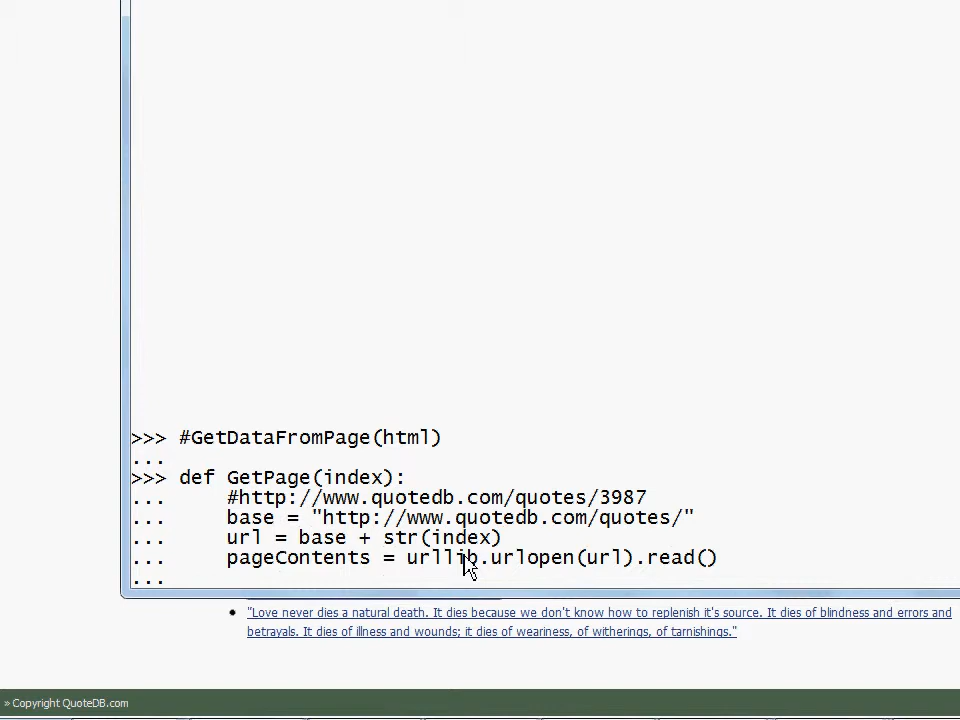 >>> #GetDataFromPage(html)
...
>>> def GetPage(index):
...     #http://www.quotedb.com/quotes/3987
...     base = "http://www.quotedb.com/quotes/"
...     url = base + str(index)
...     pageContents = urllib.urlopen(url).read()
...
"Love never dies a natural death. It dies because we don't know how to replenish it's source. It dies of blindness and errors and
betrayals. It dies of illness and wounds; it dies of weariness, of witherings, of tarnishings."
» Copyright QuoteDB.com